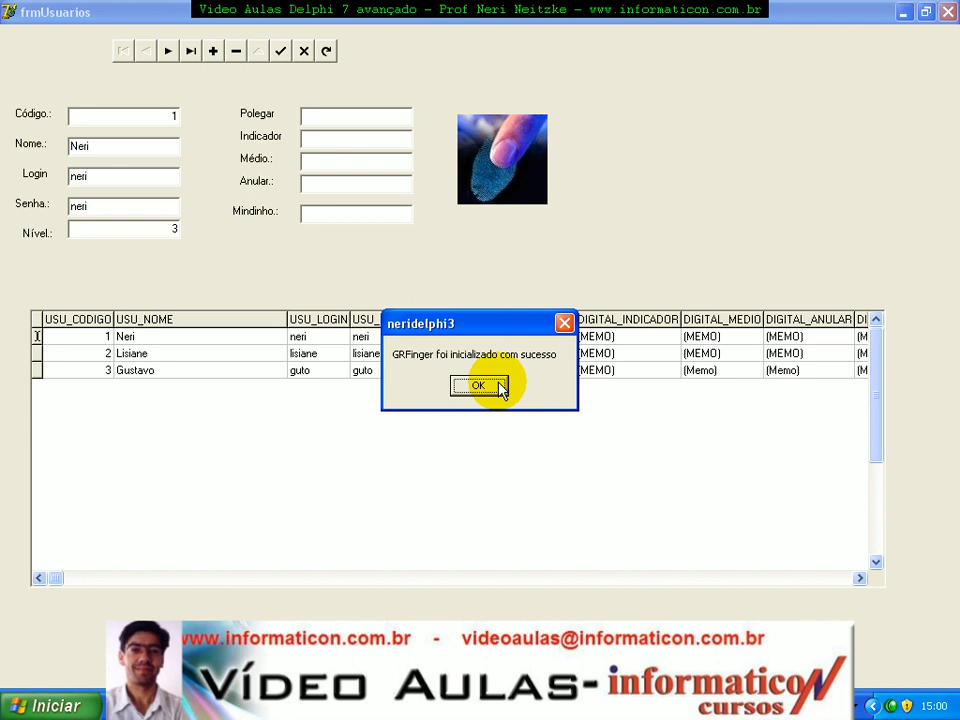 frmUsuarios
Video Aulas Delphi 7 avançado - Prof Neri Neitzke - www.informaticon.com.br
Código.: 1
Nome.: Neri
Login neri
Senha.: neri
Nível.: 3
Polegar
Indicador
Médio.:
Anular.:
Mindinho.:
USU_CODIGO USU_NOME USU_LOGIN USU_ DIGITAL_INDICADOR DIGITAL_MEDIO DIGITAL_ANULAR DI
1 Neri neri neri (MEMO) (MEMO) (MEMO) (M
2 Lisiane lisiane lisiane (MEMO) (MEMO) (MEMO) (M
3 Gustavo guto guto (MEMO) (Memo) (Memo) (M
neridelphi3
GRFinger foi inicializado com sucesso
OK
www.informaticon.com.br - videoaulas@informaticon.com.br
VÍDEO AULAS- informaticoN
cursos
Iniciar
15:00